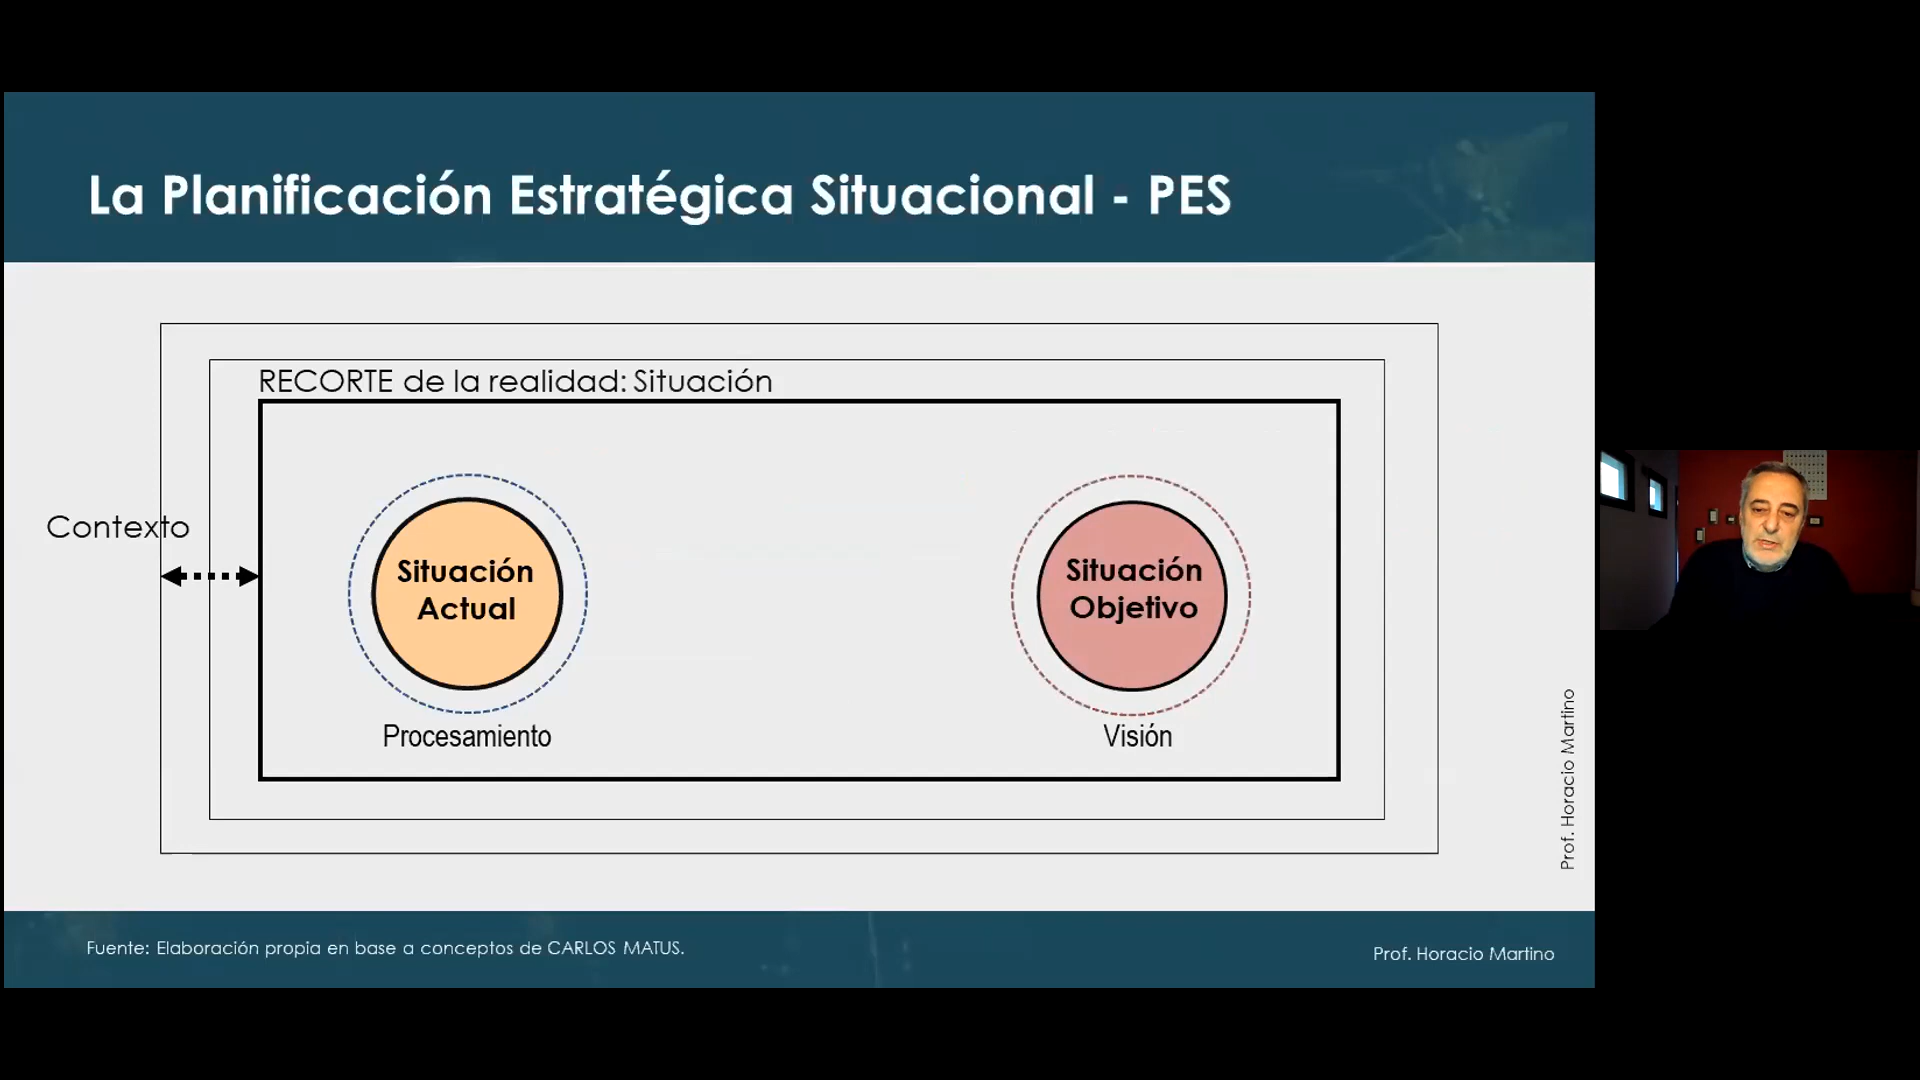 La Planificación Estratégica Situacional - PES
RECORTE de la realidad: Situación
Contexto
Situación
Actual
Situación
Objetivo
Procesamiento
Visión
Prof. Horacio Martino
Fuente: Elaboración propia en base a conceptos de CARLOS MATUS.
Prof. Horacio Martino